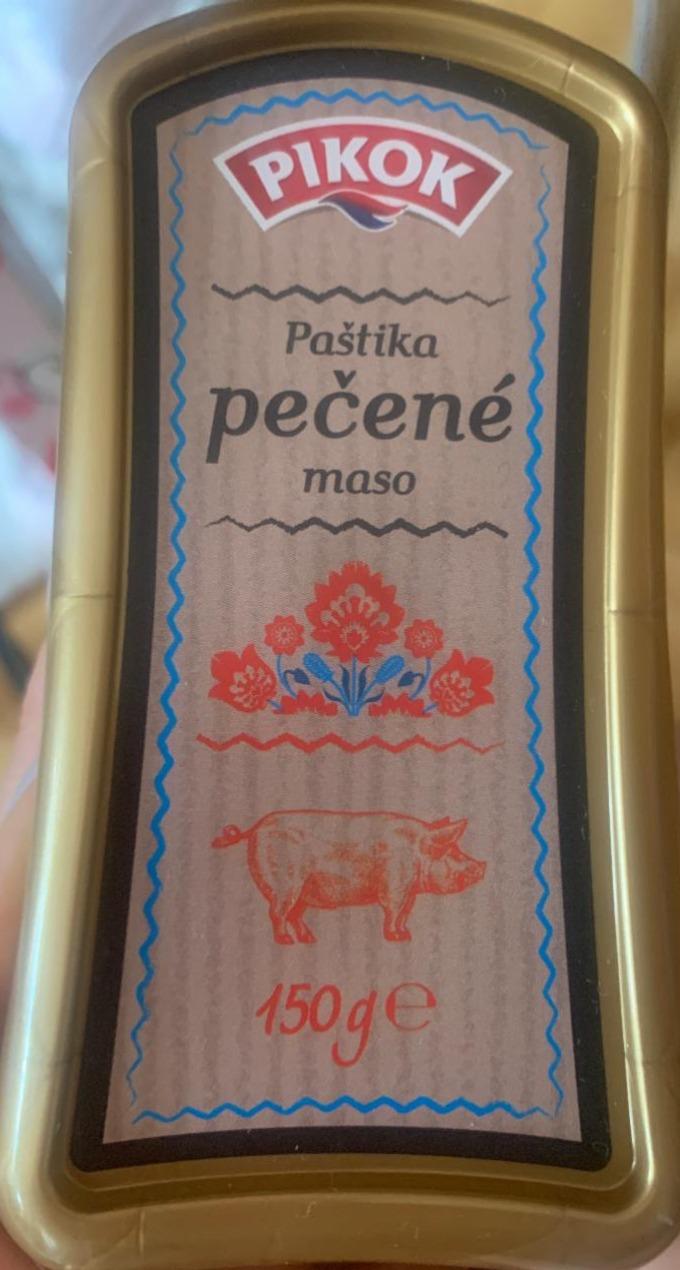 PIKOK
Paštika
pečené
maso
150g℮